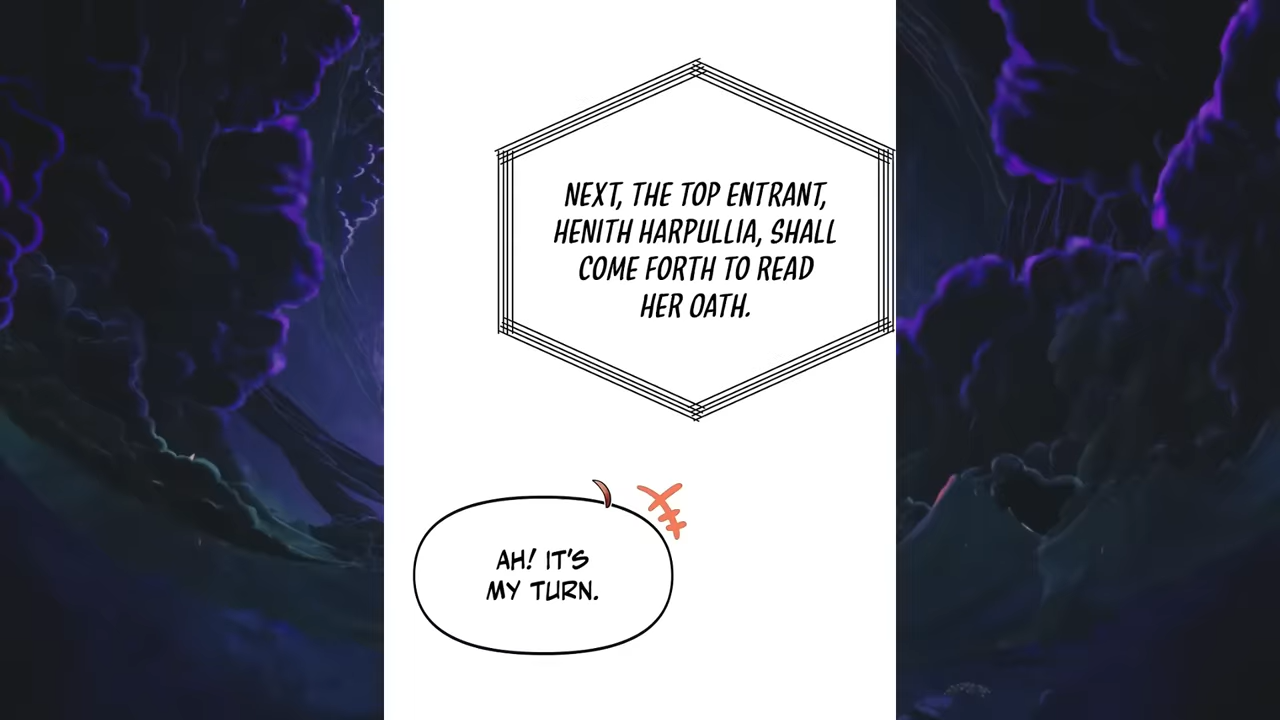 NEXT, THE TOP ENTRANT,
HENITH HARPULLIA, SHALL
COME FORTH TO READ
HER OATH.
AH! IT'S
MY TURN.